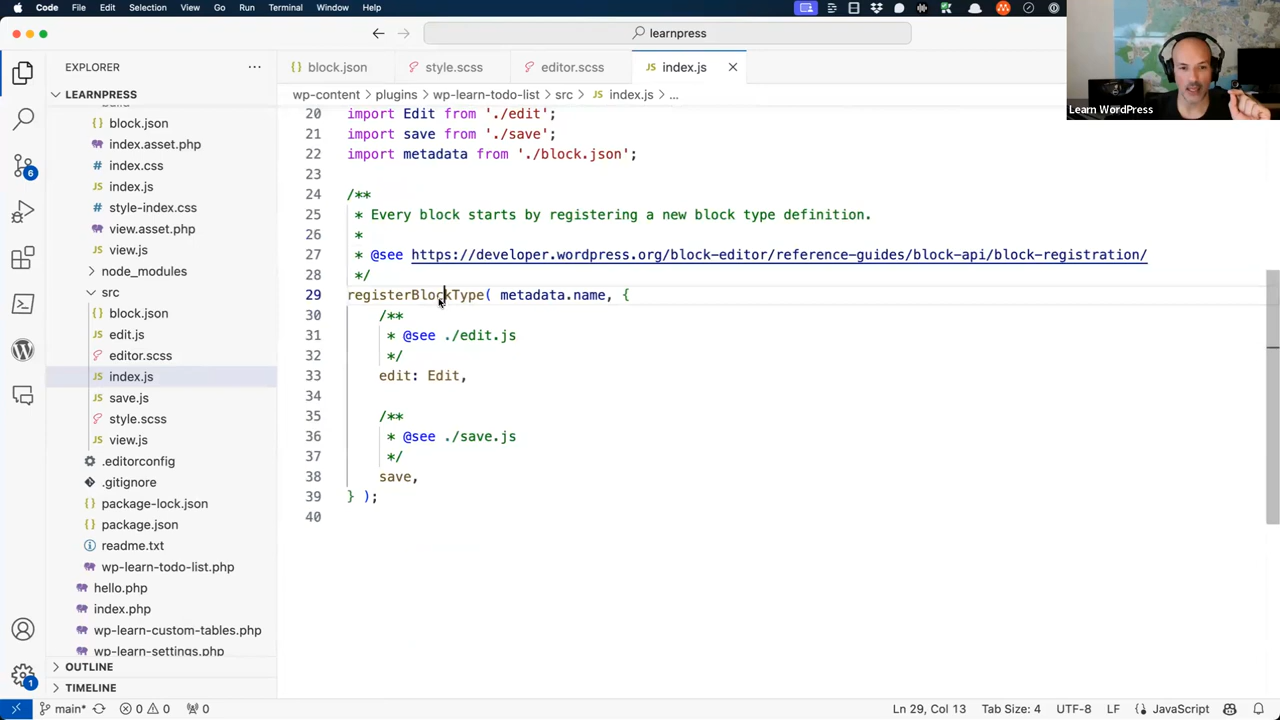 Code File Edit Selection View Go Run Terminal Window Help
learnpress
EXPLORER
block.json
style.scss
editor.scss
index.js
Learn WordPress
LEARNPRESS
wp-content > plugins > wp-learn-todo-list > src > JS index.js > ...
block.json
index.asset.php
# index.css
JS index.js
# style-index.css
view.asset.php
JS view.js
node_modules
src
block.json
JS edit.js
editor.scss
JS index.js
JS save.js
style.scss
JS view.js
.editorconfig
.gitignore
package-lock.json
package.json
readme.txt
wp-learn-todo-list.php
hello.php
index.php
wp-learn-custom-tables.php
wp-learn-settings.php
OUTLINE
TIMELINE
20 import Edit from './edit';
21 import save from './save';
22 import metadata from './block.json';
23
24 /**
25 * Every block starts by registering a new block type definition.
26 *
27 * @see https://developer.wordpress.org/block-editor/reference-guides/block-api/block-registration/
28 */
29 registerBlockType( metadata.name, {
30 /**
31 * @see ./edit.js
32 */
33 edit: Edit,
34
35 /**
36 * @see ./save.js
37 */
38 save,
39 } );
40
6
1
main* 0 0 0 Ln 29, Col 13 Tab Size: 4 UTF-8 LF {} JavaScript